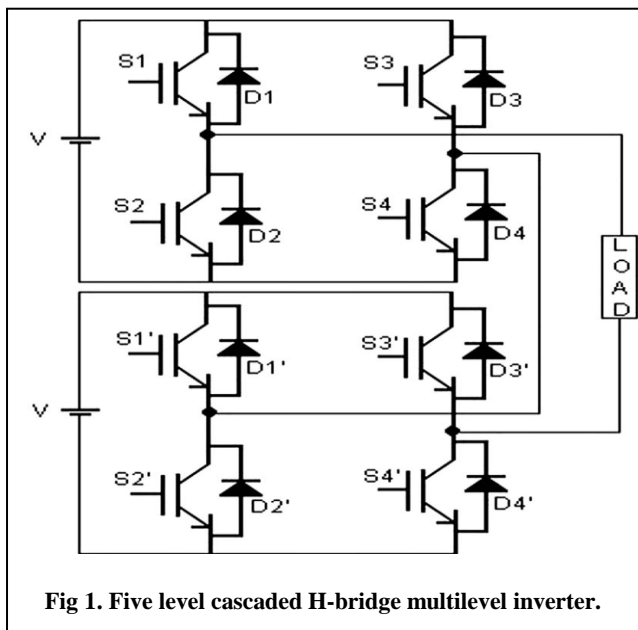 S1
D1
S3
D3
V
S2
D2
S4
D4
LOAD
S1'
D1'
S3'
D3'
V
S2'
D2'
S4'
D4'
Fig 1. Five level cascaded H-bridge multilevel inverter.